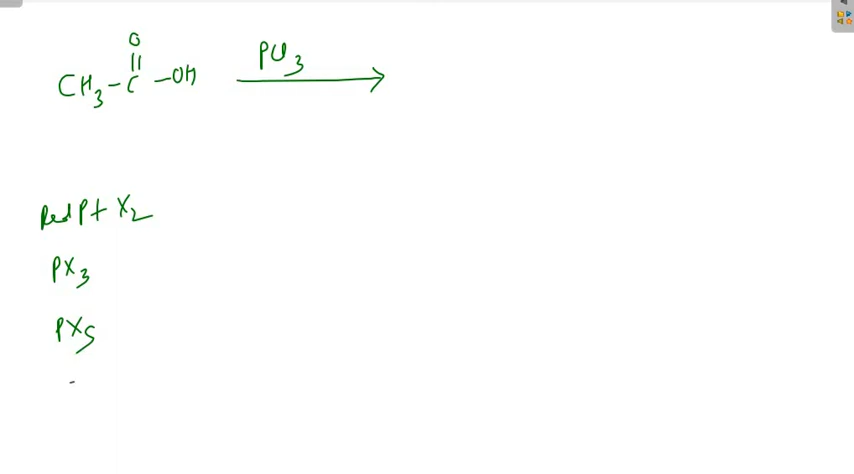 O
||
CH3-C-OH PCl3
Red P + X2
PX3
PX5